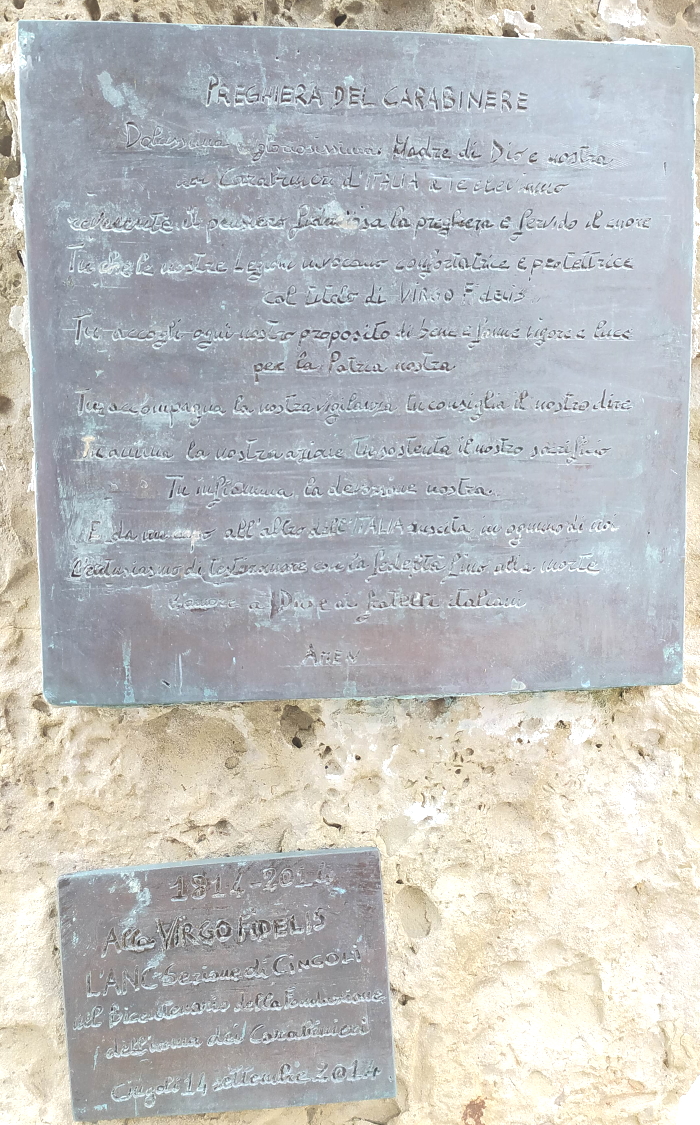 PREGHIERA DEL CARABINERE
Dolcissima e gloriosissima Madre di Dio e nostra
noi Carabinieri d'ITALIA a Te eleviamo
reverente il pensiero fiduciosa la preghiera e fervido il cuore
Tu che le nostre Legioni invocano confortatrice e protettrice
col titolo di VIRGO FIDELIS
Tu accogli ogni nostro proposito di bene e fanne vigore e luce
per la Patria nostra
Tu accompagna la nostra vigilanza tu consiglia il nostro dire
Tu anima la nostra azione tu sostenta il nostro sacrificio
Tu infiamma la devozione nostra
E da un capo all'altro dell'ITALIA suscita in ognuno di noi
L'entusiasmo di testimoniare con la fedeltà fino alla morte
l'amore a Dio e ai fratelli italiani
AMEN
1814-2014
Alla VIRGO FIDELIS
L'ANC Sezione di CINGOLI
nel Bicentenario della fondazione
dell'arma dei Carabinieri
Cingoli 14 settembre 2014